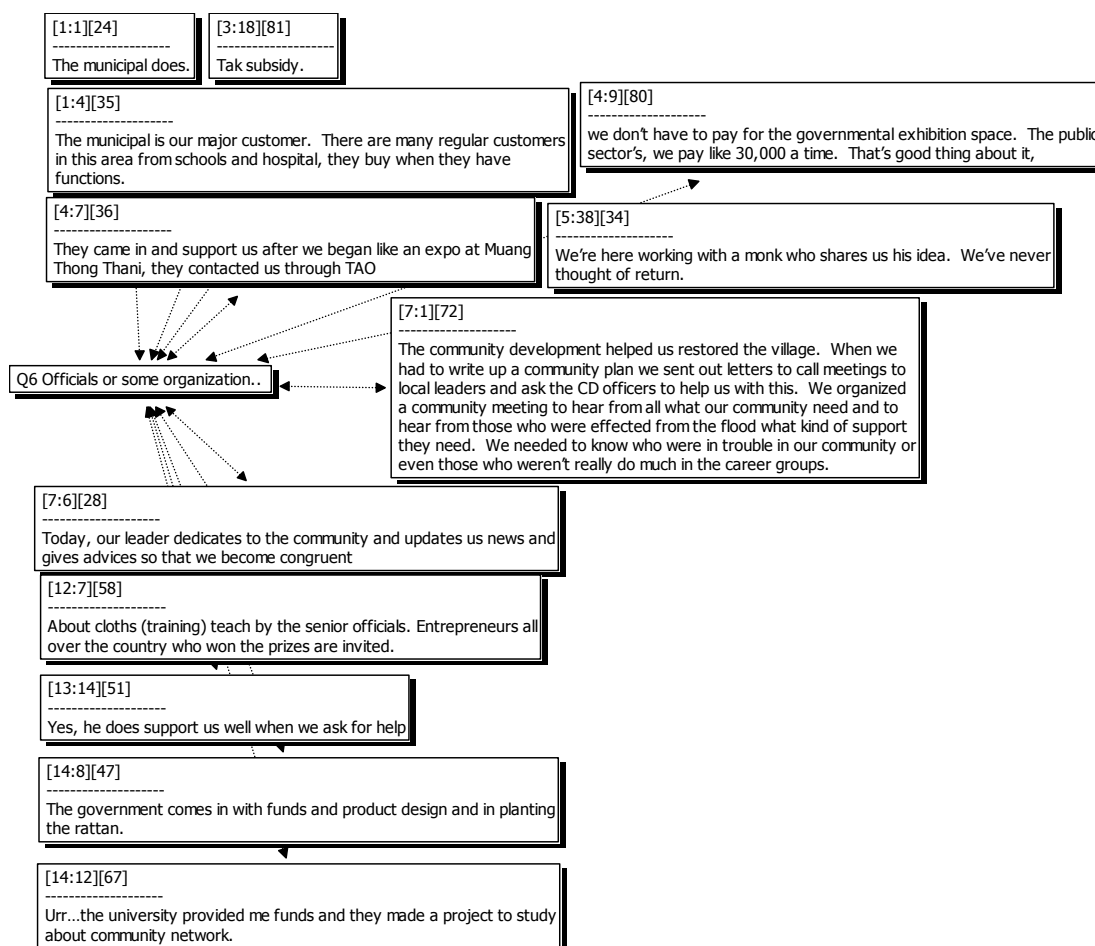 [1:1][24]
--------------------
The municipal does.
[3:18][81]
--------------------
Tak subsidy.
[1:4][35]
--------------------
The municipal is our major customer.  There are many regular customers
in this area from schools and hospital, they buy when they have
functions.
[4:9][80]
--------------------
we don't have to pay for the governmental exhibition space.  The public
sector's, we pay like 30,000 a time.  That's good thing about it,
[4:7][36]
--------------------
They came in and support us after we began like an expo at Muang
Thong Thani, they contacted us through TAO
[5:38][34]
--------------------
We're here working with a monk who shares us his idea.  We've never
thought of return.
[7:1][72]
--------------------
The community development helped us restored the village.  When we
had to write up a community plan we sent out letters to call meetings to
local leaders and ask the CD officers to help us with this.  We organized
a community meeting to hear from all what our community need and to
hear from those who were effected from the flood what kind of support
they need.  We needed to know who were in trouble in our community or
even those who weren't really do much in the career groups.
Q6 Officials or some organization..
[7:6][28]
--------------------
Today, our leader dedicates to the community and updates us news and
gives advices so that we become congruent
[12:7][58]
--------------------
About cloths (training) teach by the senior officials. Entrepreneurs all
over the country who won the prizes are invited.
[13:14][51]
--------------------
Yes, he does support us well when we ask for help
[14:8][47]
--------------------
The government comes in with funds and product design and in planting
the rattan.
[14:12][67]
--------------------
Urr...the university provided me funds and they made a project to study
about community network.